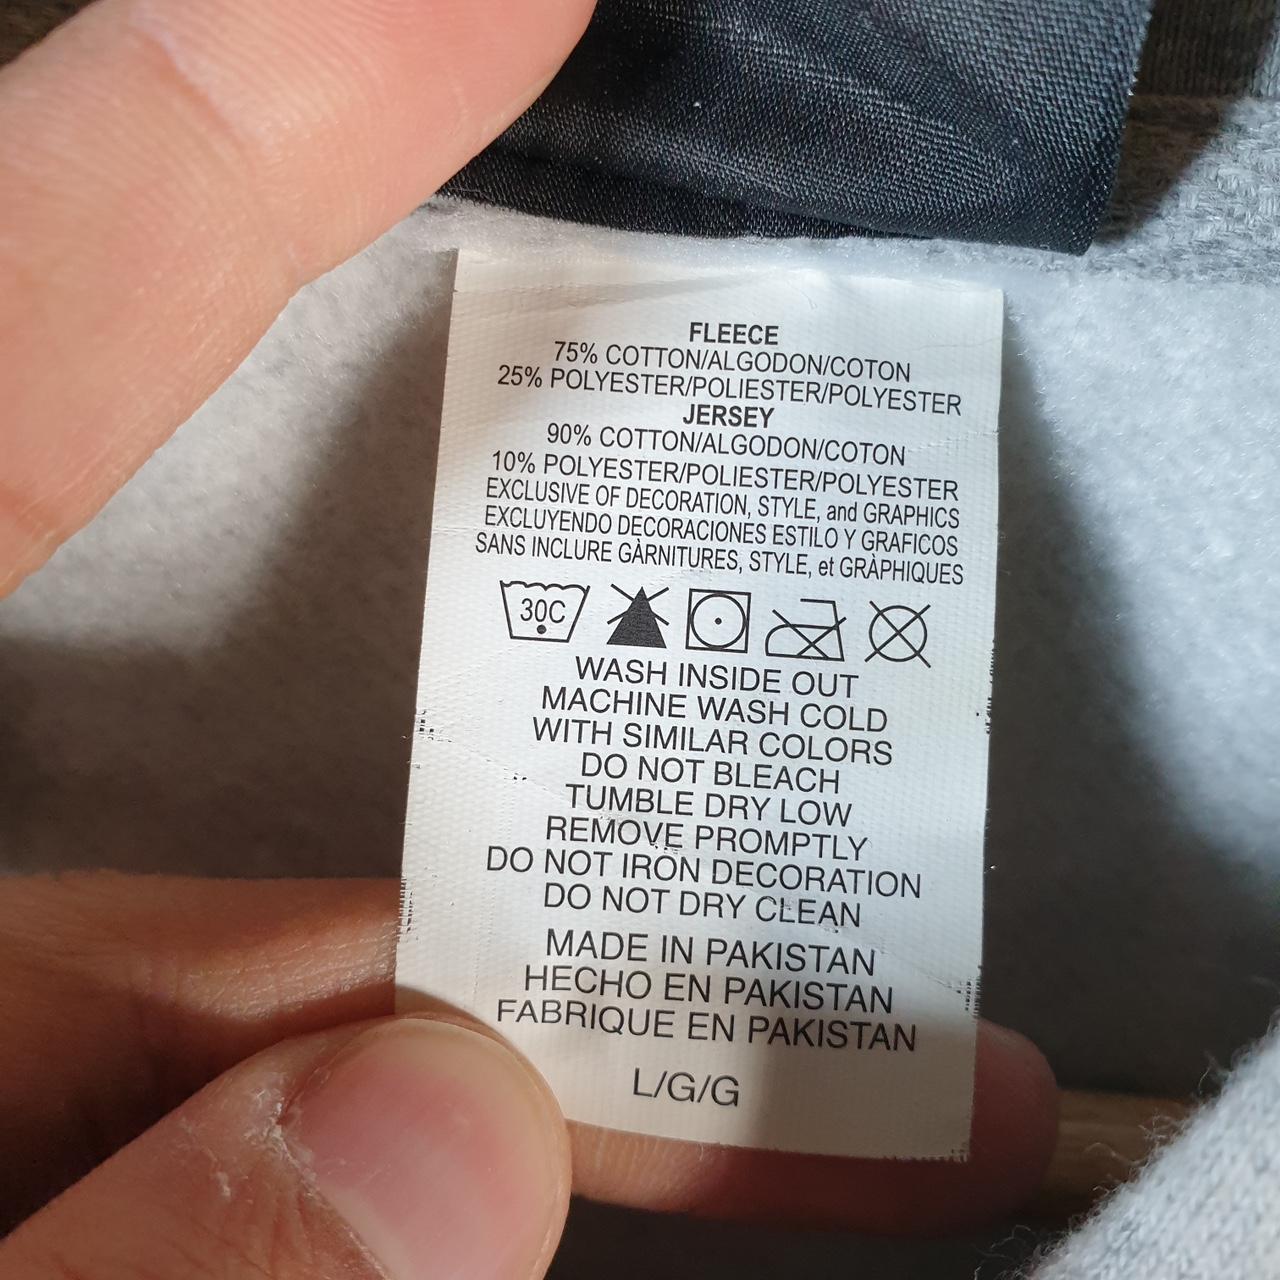 FLEECE
75% COTTON/ALGODON/COTON
25% POLYESTER/POLIESTER/POLYESTER
JERSEY
90% COTTON/ALGODON/COTON
10% POLYESTER/POLIESTER/POLYESTER
EXCLUSIVE OF DECORATION, STYLE, and GRAPHICS
EXCLUYENDO DECORACIONES ESTILO Y GRAFICOS
SANS INCLURE GÀRNITURES, STYLE, et GRÀPHIQUES
30C
WASH INSIDE OUT
MACHINE WASH COLD
WITH SIMILAR COLORS
DO NOT BLEACH
TUMBLE DRY LOW
REMOVE PROMPTLY
DO NOT IRON DECORATION
DO NOT DRY CLEAN
MADE IN PAKISTAN
HECHO EN PAKISTAN
FABRIQUE EN PAKISTAN
L/G/G